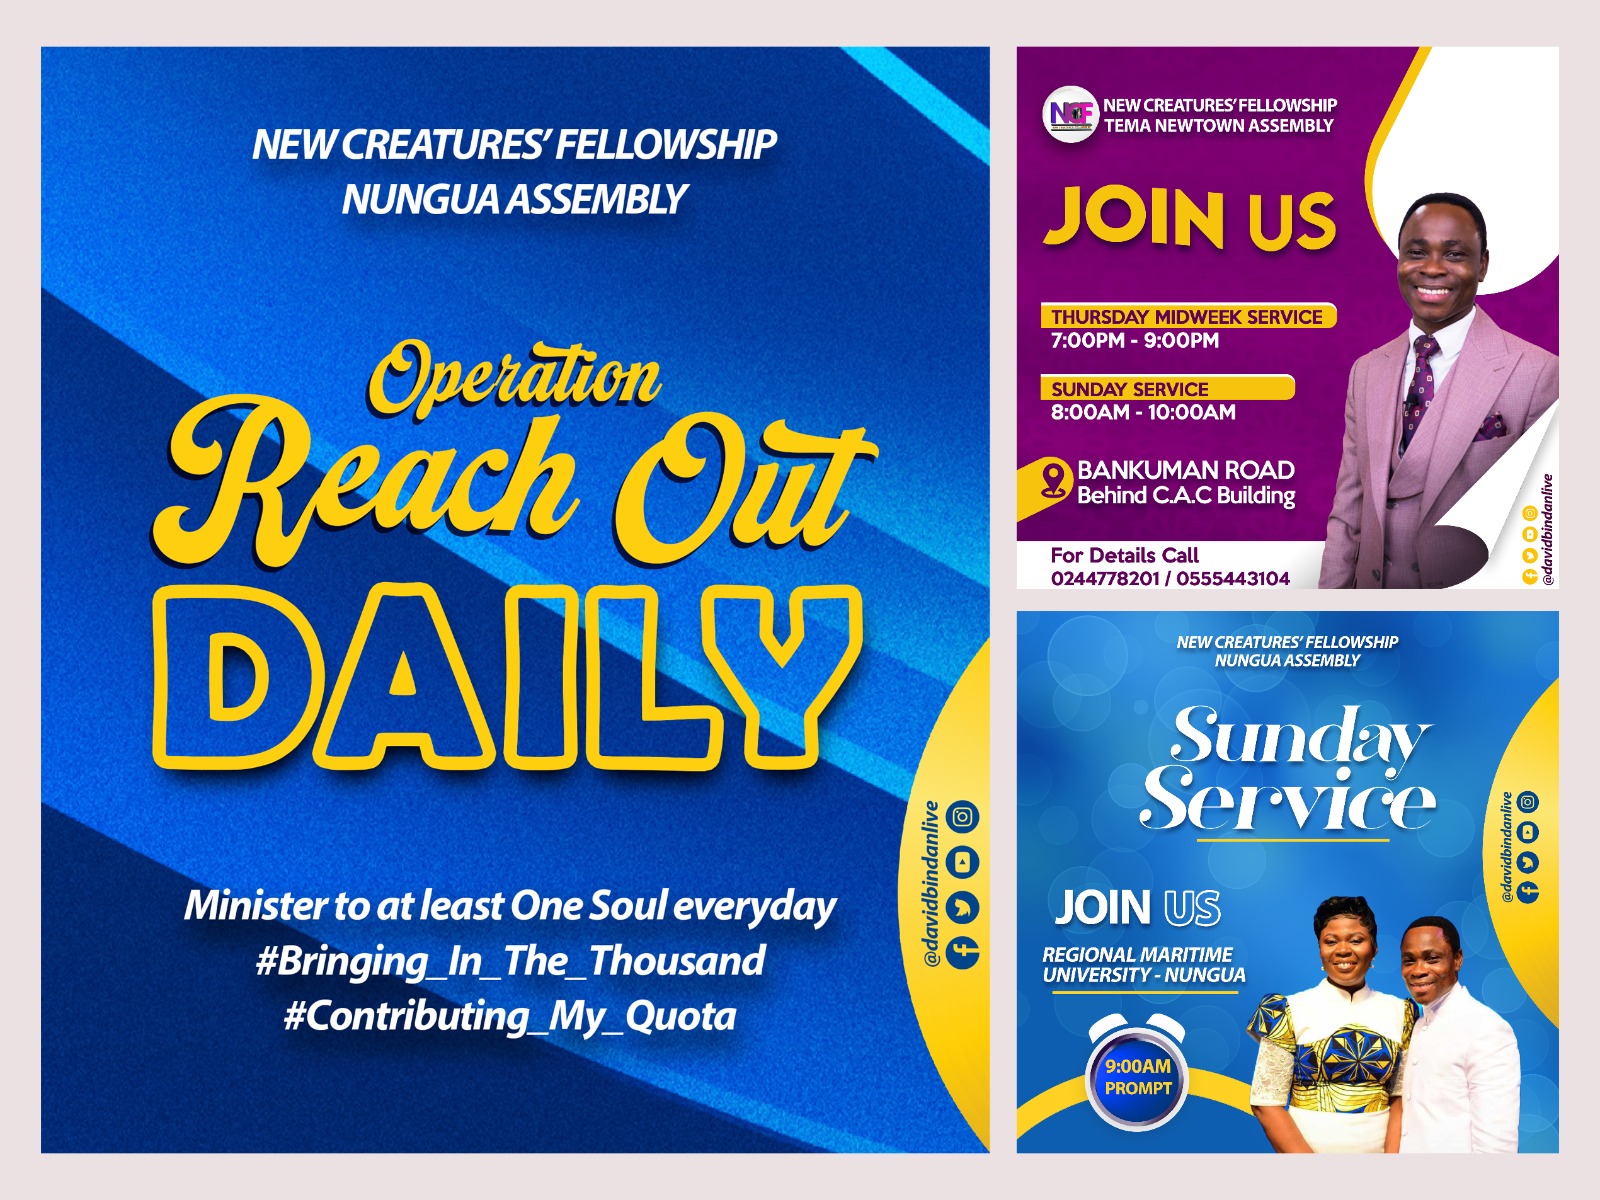 NEW CREATURES' FELLOWSHIP
NUNGUA ASSEMBLY
Operation
Reach Out
DAILY
Minister to at least One Soul everyday
#Bringing_In_The_Thousand
#Contributing_My_Quota
@davidbindanlive
NCF
NEW CREATURES' FELLOWSHIP
TEMA NEWTOWN ASSEMBLY
JOIN US
THURSDAY MIDWEEK SERVICE
7:00PM - 9:00PM
SUNDAY SERVICE
8:00AM - 10:00AM
BANKUMAN ROAD
Behind C.A.C Building
For Details Call
0244778201 / 0555443104
@davidbindanlive
NEW CREATURES' FELLOWSHIP
NUNGUA ASSEMBLY
Sunday
Service
@davidbindanlive
JOIN US
REGIONAL MARITIME
UNIVERSITY - NUNGUA
9:00AM
PROMPT